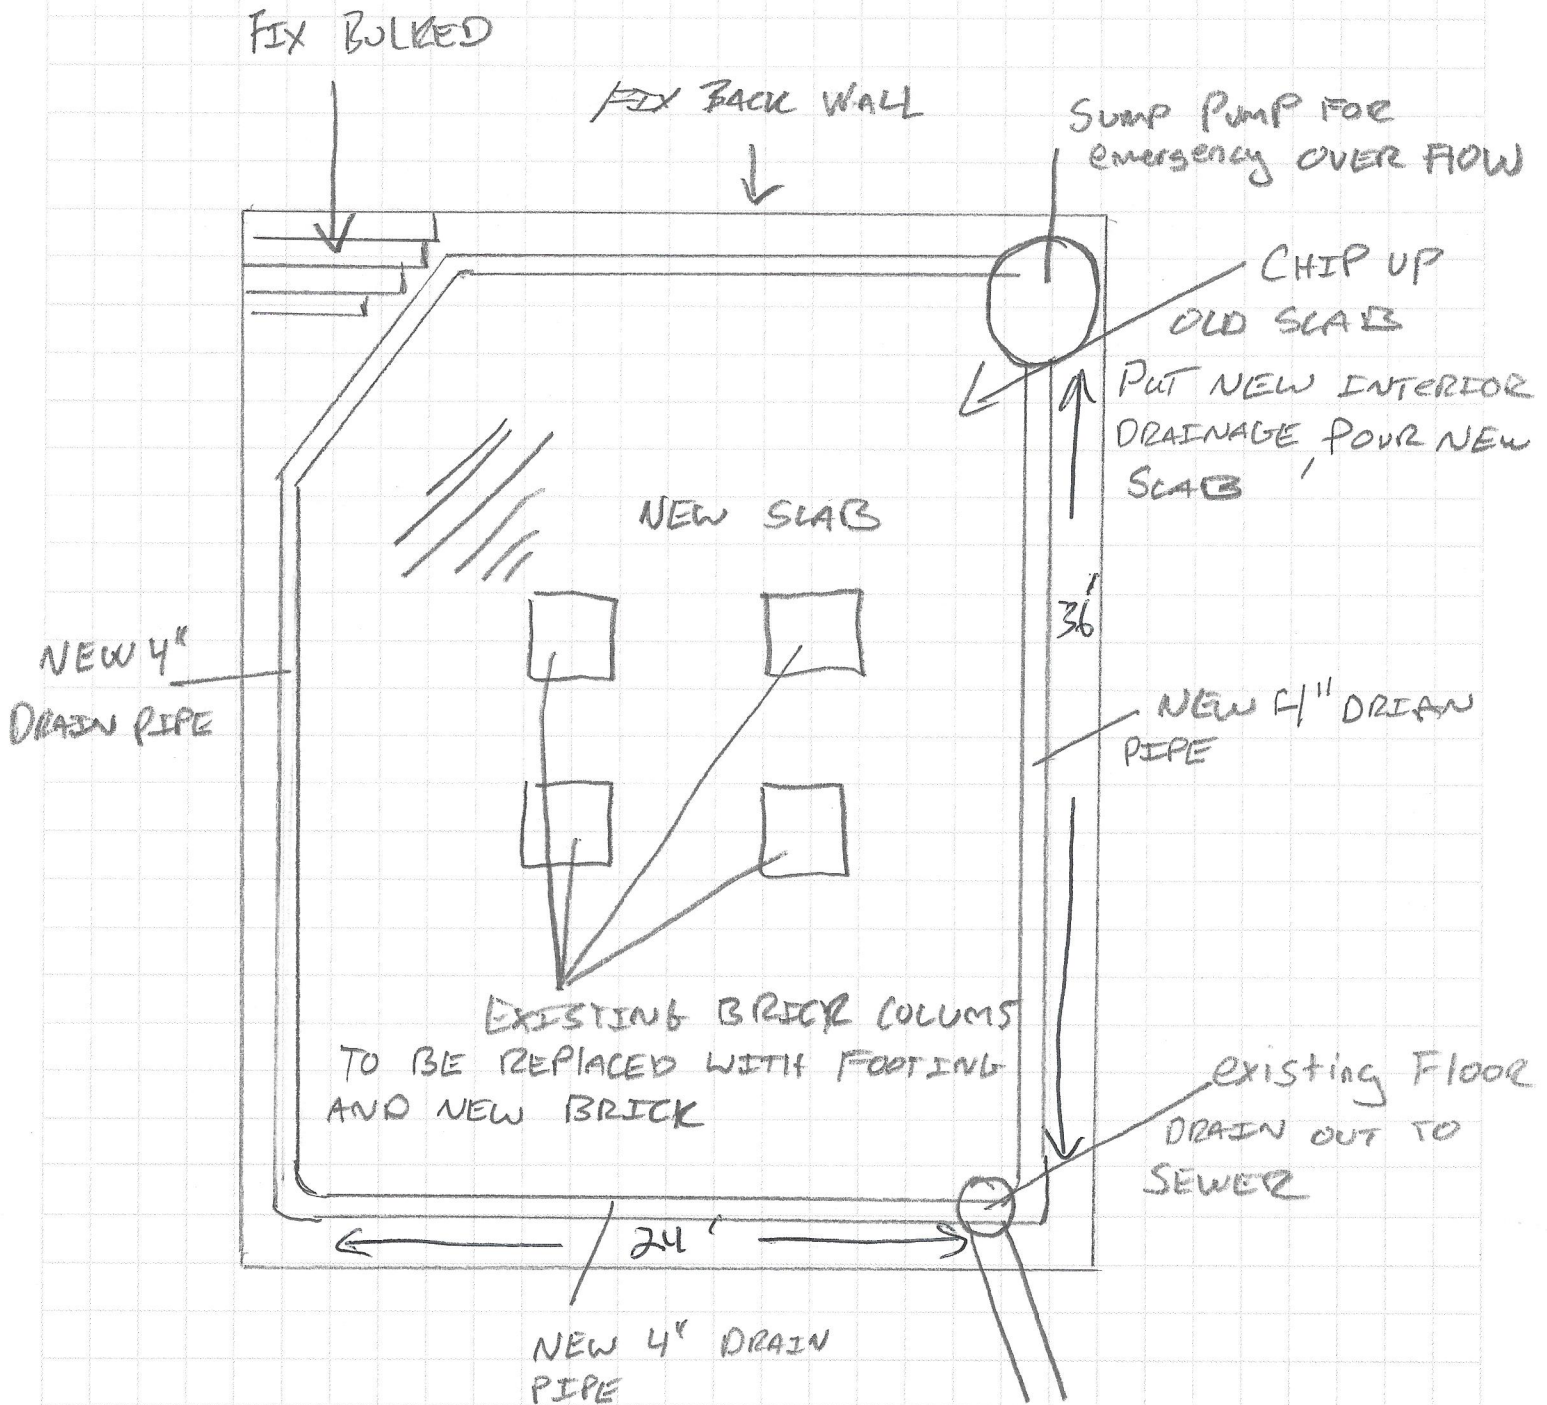 FIX BULKED
FIX BACK WALL
SUMP PUMP FOR
emergency OVER FLOW
CHIP UP
OLD SLAB
PUT NEW INTERIOR
DRAINAGE, POUR NEW
SLAB
NEW SLAB
36'
NEW 4"
DRAIN PIPE
NEW 4" DRIAN
PIPE
EXISTING BRICK COLUMS
TO BE REPLACED WITH FOOTING
AND NEW BRICK
existing Floor
DRAIN OUT TO
SEWER
24'
NEW 4" DRAIN
PIPE